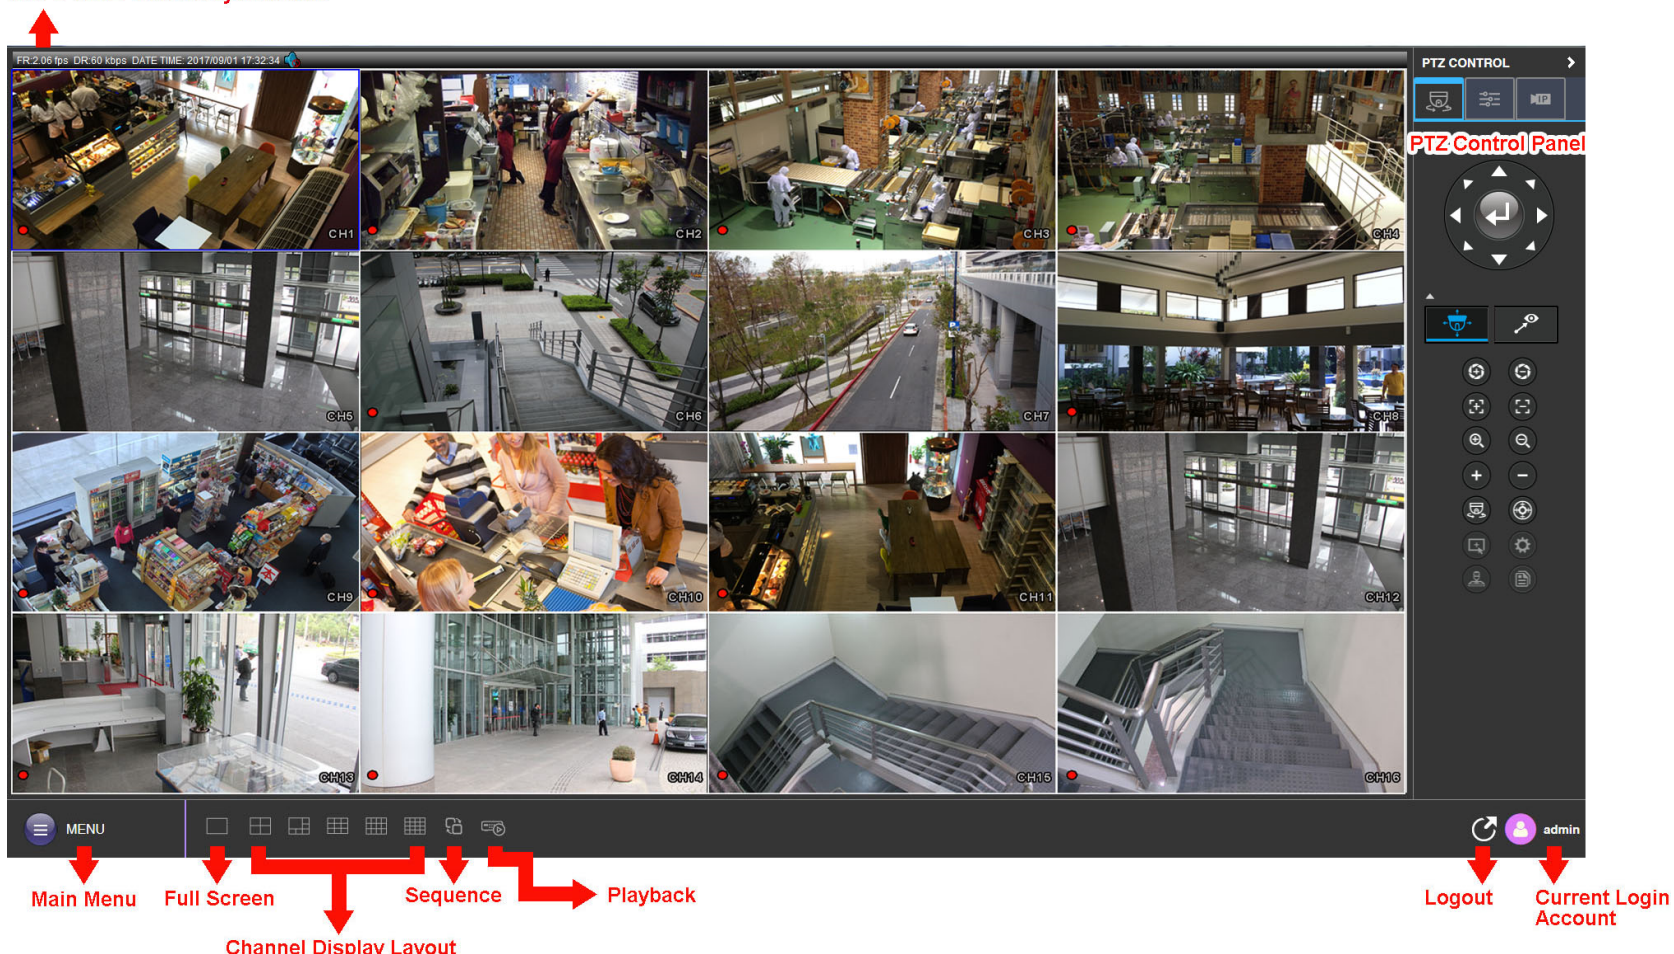 FR:2.06 fps DR:60 kbps DATE TIME: 2017/09/01 17:32:34
PTZ CONTROL
IP
PTZ Control Panel
CH1
CH2
CH3
CH4
CH5
CH6
CH7
CH8
CH9
CH10
CH11
CH12
CH13
CH14
CH15
CH16
MENU
admin
Main Menu
Full Screen
Sequence
Playback
Logout
Current Login
Account
Channel Display Layout